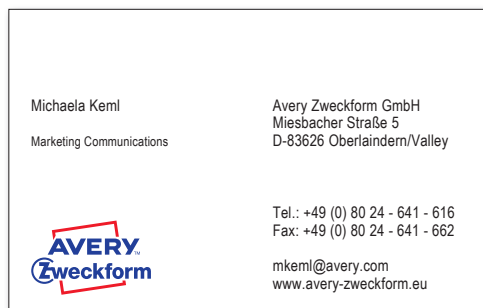 Michaela Keml
Marketing Communications
Avery Zweckform GmbH
Miesbacher Straße 5
D-83626 Oberlaindern/Valley
Tel.: +49 (0) 80 24 - 641 - 616
Fax: +49 (0) 80 24 - 641 - 662
mkeml@avery.com
www.avery-zweckform.eu
AVERY™
Zweckform